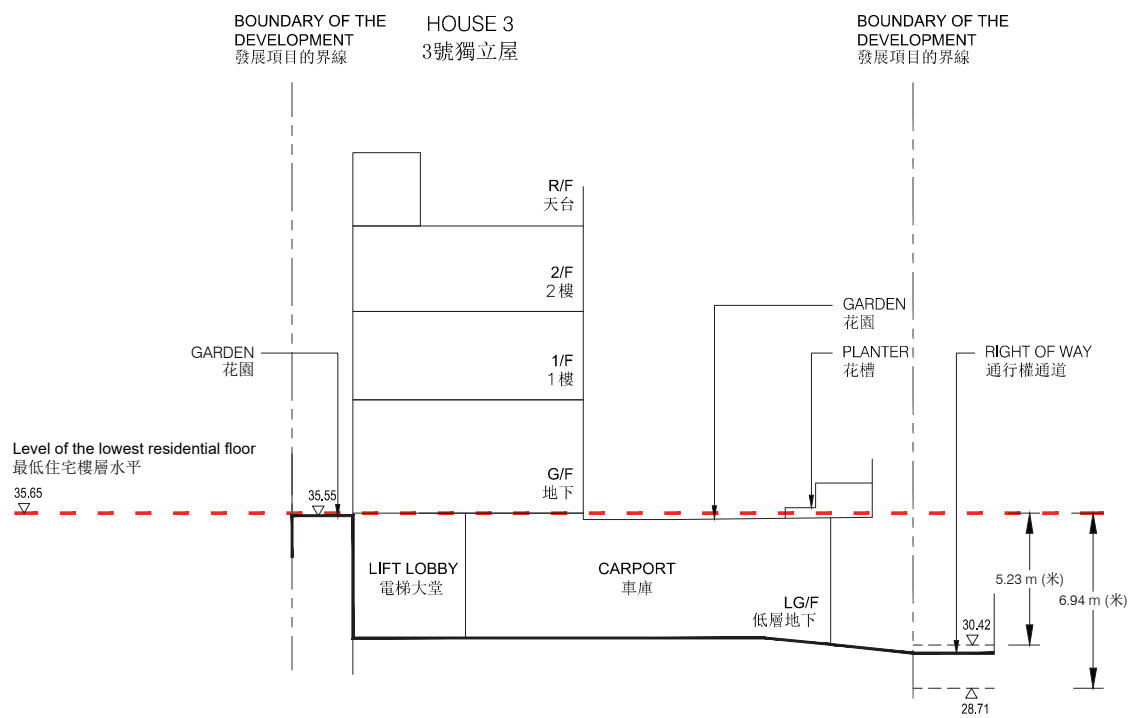 BOUNDARY OF THE
DEVELOPMENT
發展項目的界線
HOUSE 3
3號獨立屋
BOUNDARY OF THE
DEVELOPMENT
發展項目的界線
R/F
天台
2/F
2樓
GARDEN
花園
GARDEN
花園
1/F
1樓
PLANTER
花槽
RIGHT OF WAY
通行權通道
Level of the lowest residential floor
最低住宅樓層水平
35.65
35.55
G/F
地下
LIFT LOBBY
電梯大堂
CARPORT
車庫
LG/F
低層地下
5.23 m (米)
6.94 m (米)
30.42
28.71